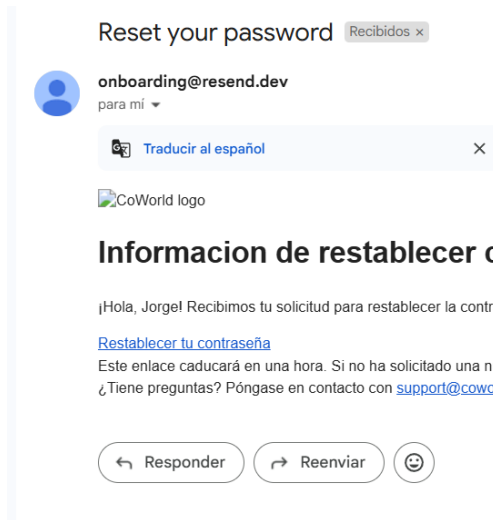 Reset your password Recibidos ×
onboarding@resend.dev
para mí
Traducir al español
CoWorld logo
Informacion de restablecer
¡Hola, Jorge! Recibimos tu solicitud para restablecer la
Restablecer tu contraseña
Este enlace caducará en una hora. Si no ha solicitado una
¿Tiene preguntas? Póngase en contacto con
Responder Reenviar